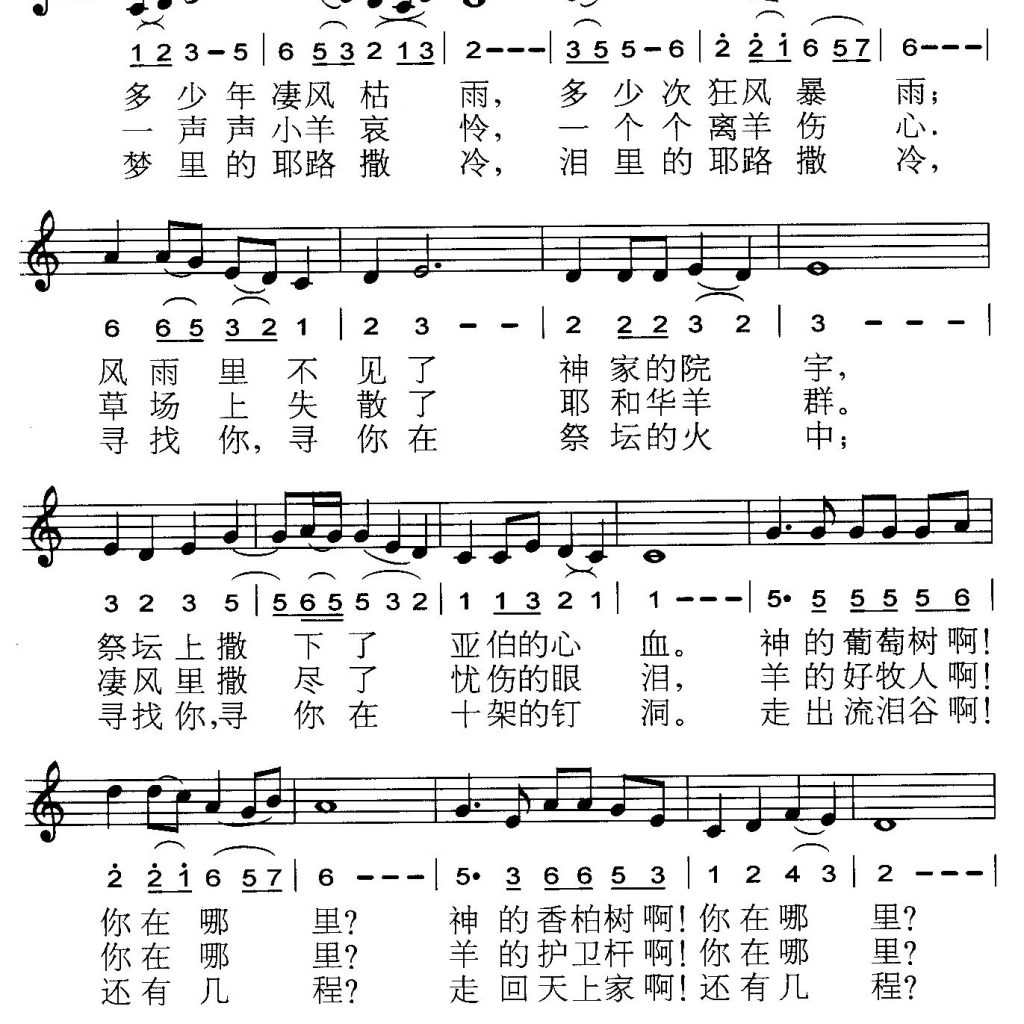 1 2 3 - 5 | 6 5 3 2 1 3 | 2 - - - | 3 5 5 - 6 | 2 2 1 6 5 7 | 6 - - - |
多少年凄风枯雨，多少次狂风暴雨；
一声声小羊哀怜，一个个离羊伤心.
梦里的耶路撒冷，泪里的耶路撒冷，
6 6 5 3 2 1 | 2 3 - - | 2 2 2 3 2 | 3 - - - |
风雨里不见了神家的院宇，
草场上失散了耶和华羊群。
寻找你，寻你在祭坛的火中；
3 2 3 5 | 5 6 5 5 3 2 | 1 1 3 2 1 | 1 - - - | 5• 5 5 5 5 6 |
祭坛上撒下了亚伯的心血。神的葡萄树啊！
凄风里撒尽了忧伤的眼泪，羊的好牧人啊！
寻找你，寻你在十架的钉洞。走出流泪谷啊！
2 2 1 6 5 7 | 6 - - - | 5• 3 6 6 5 3 | 1 2 4 3 | 2 - - - |
你在哪里？神的香柏树啊！你在哪里？
你在哪里？羊的护卫杆啊！你在哪里？
还有几程？走回天上家啊！还有几程？